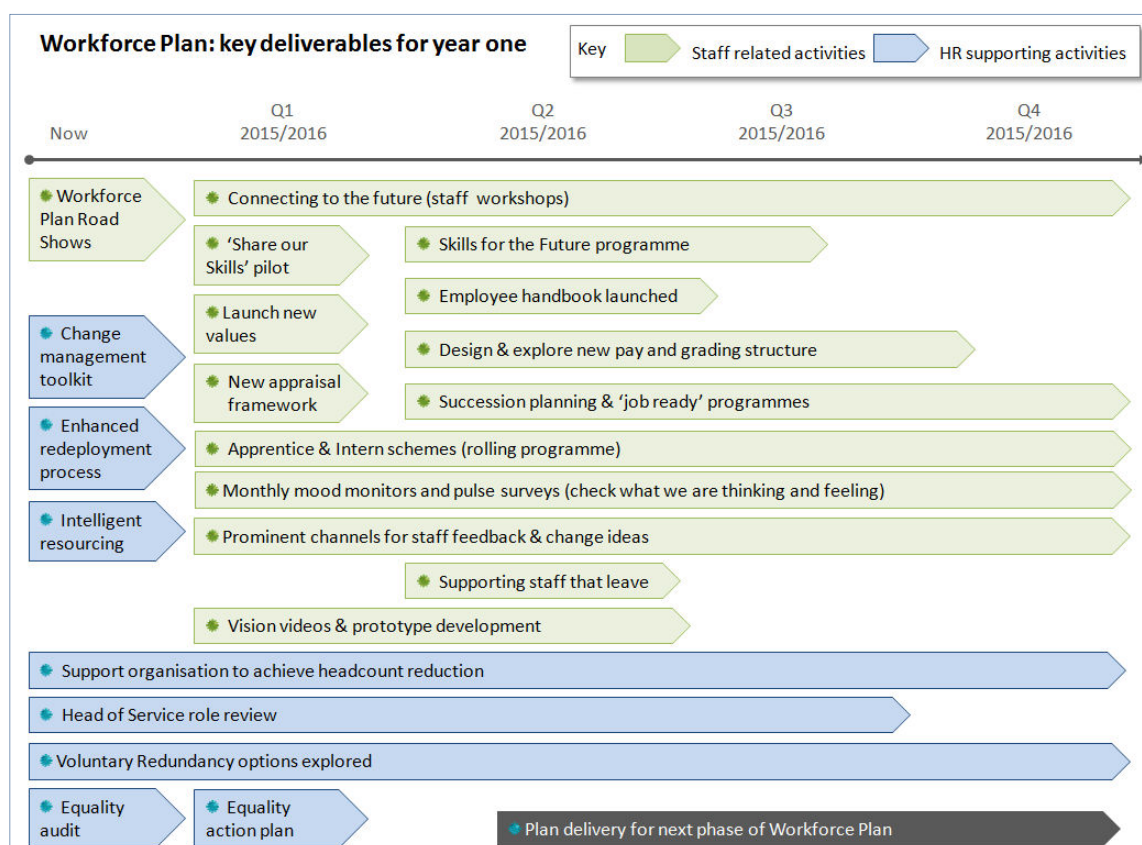 Workforce Plan: key deliverables for year one
Key
Staff related activities
HR supporting activities
Now
Q1
2015/2016
Q2
2015/2016
Q3
2015/2016
Q4
2015/2016
Workforce
Plan Road
Shows
Connecting to the future (staff workshops)
‘Share our
Skills’ pilot
Skills for the Future programme
Employee handbook launched
Launch new
values
Change
management
toolkit
Design & explore new pay and grading structure
New appraisal
framework
Succession planning & ‘job ready’ programmes
Enhanced
redeployment
process
Apprentice & Intern schemes (rolling programme)
Monthly mood monitors and pulse surveys (check what we are thinking and feeling)
Intelligent
resourcing
Prominent channels for staff feedback & change ideas
Supporting staff that leave
Vision videos & prototype development
Support organisation to achieve headcount reduction
Head of Service role review
Voluntary Redundancy options explored
Equality
audit
Equality
action plan
Plan delivery for next phase of Workforce Plan